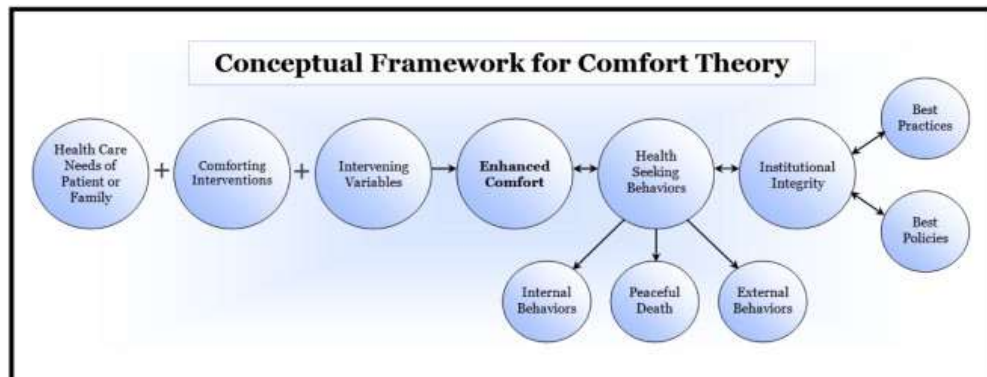 Conceptual Framework for Comfort Theory
Health Care
Needs of
Patient or
Family
+
Comforting
Interventions
+
Intervening
Variables
Enhanced
Comfort
Health
Seeking
Behaviors
Institutional
Integrity
Best
Practices
Best
Policies
Internal
Behaviors
Peaceful
Death
External
Behaviors